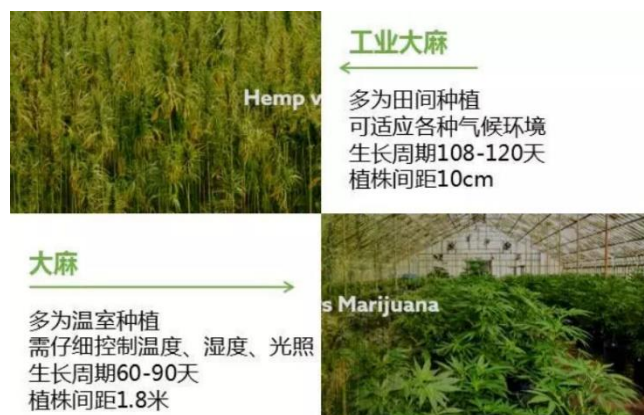 工业大麻
Hemp v
多为田间种植
可适应各种气候环境
生长周期108-120天
植株间距10cm
大麻
s Marijuana
多为温室种植
需仔细控制温度、湿度、光照
生长周期60-90天
植株间距1.8米